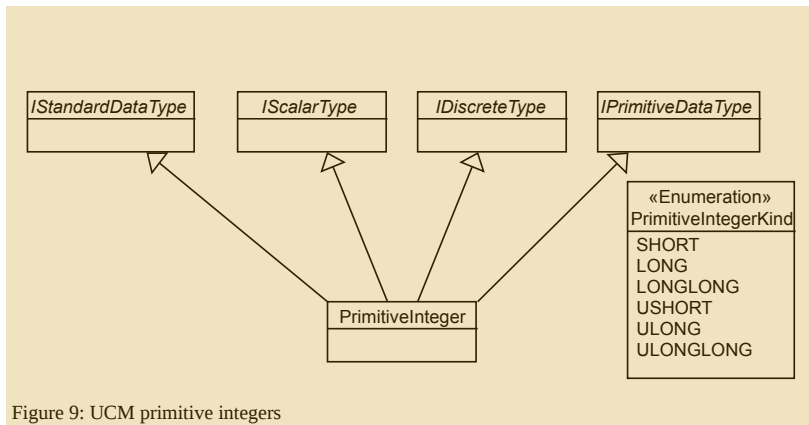 IStandardDataType
IScalarType
IDiscreteType
IPrimitiveDataType
«Enumeration»
PrimitiveIntegerKind
SHORT
LONG
LONGLONG
USHORT
ULONG
ULONGLONG
PrimitiveInteger
Figure 9: UCM primitive integers